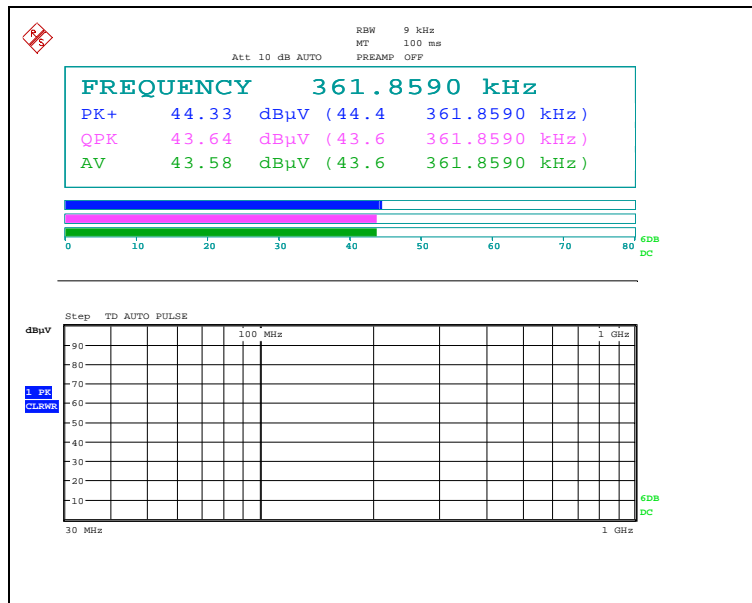 R S
RBW 9 kHz
MT 100 ms
Att 10 dB AUTO PREAMP OFF
FREQUENCY 361.8590 kHz
PK+ 44.33 dBµV (44.4 361.8590 kHz)
QPK 43.64 dBµV (43.6 361.8590 kHz)
AV 43.58 dBµV (43.6 361.8590 kHz)
0 10 20 30 40 50 60 70 80
6DB
DC
Step TD AUTO PULSE
dBµV
100 MHz 1 GHz
90
80
70
1 PK
CLRWR
60
50
40
30
20
10
6DB
DC
30 MHz 1 GHz